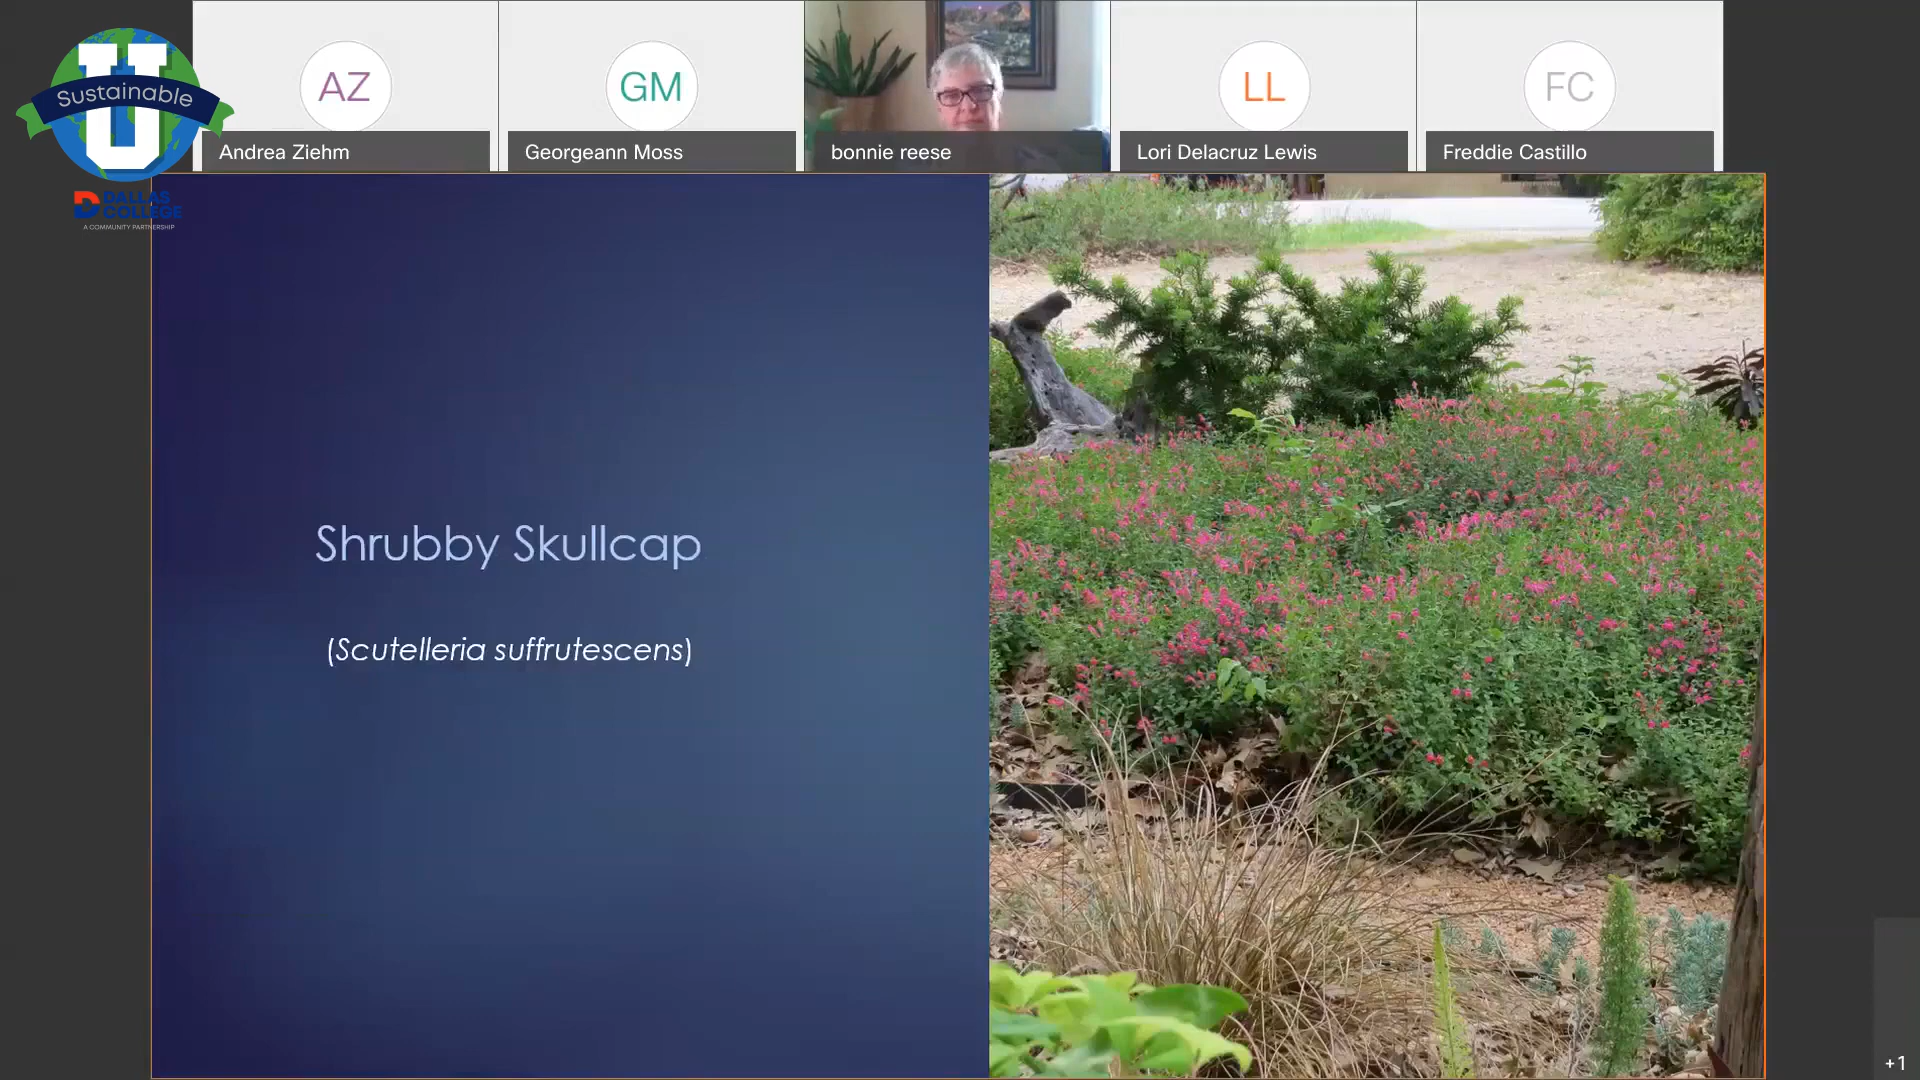 U
Sustainable
DALLAS
COLLEGE
A COMMUNITY PARTNERSHIP
AZ
Andrea Ziehm
GM
Georgeann Moss
bonnie reese
LL
Lori Delacruz Lewis
FC
Freddie Castillo
Shrubby Skullcap
(Scutelleria suffrutescens)
+1